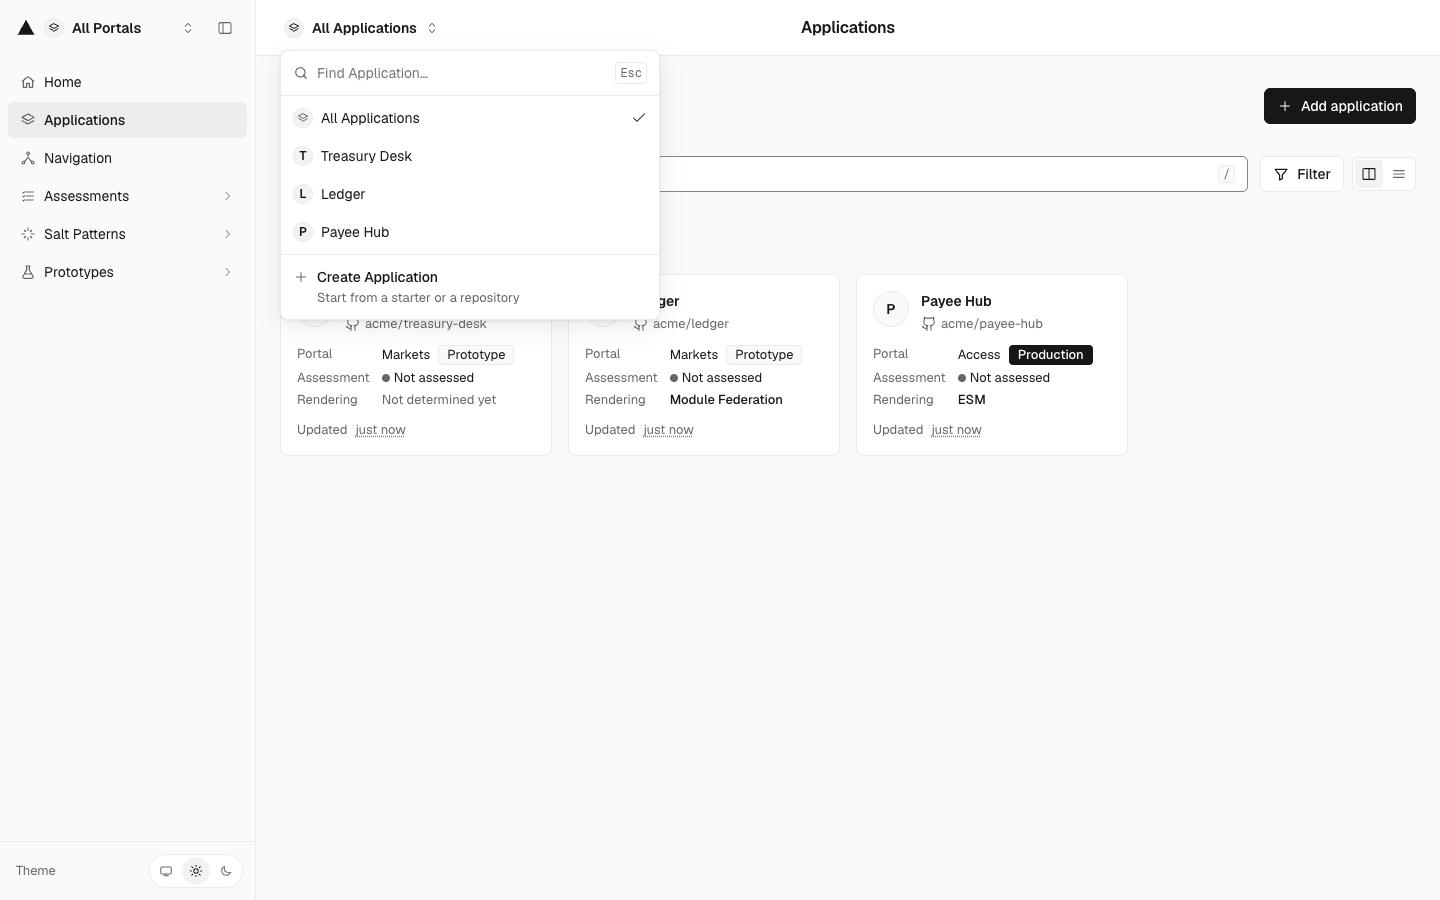 All Portals
All Applications
Applications
Home
Applications
Navigation
Assessments
Salt Patterns
Prototypes
Find Application...
Esc
All Applications
T Treasury Desk
L Ledger
P Payee Hub
Create Application
Start from a starter or a repository
Add application
/
Filter
acme/treasury-desk
Portal Markets Prototype
Assessment Not assessed
Rendering Not determined yet
Updated just now
ger
acme/ledger
Portal Markets Prototype
Assessment Not assessed
Rendering Module Federation
Updated just now
P
Payee Hub
acme/payee-hub
Portal Access Production
Assessment Not assessed
Rendering ESM
Updated just now
Theme